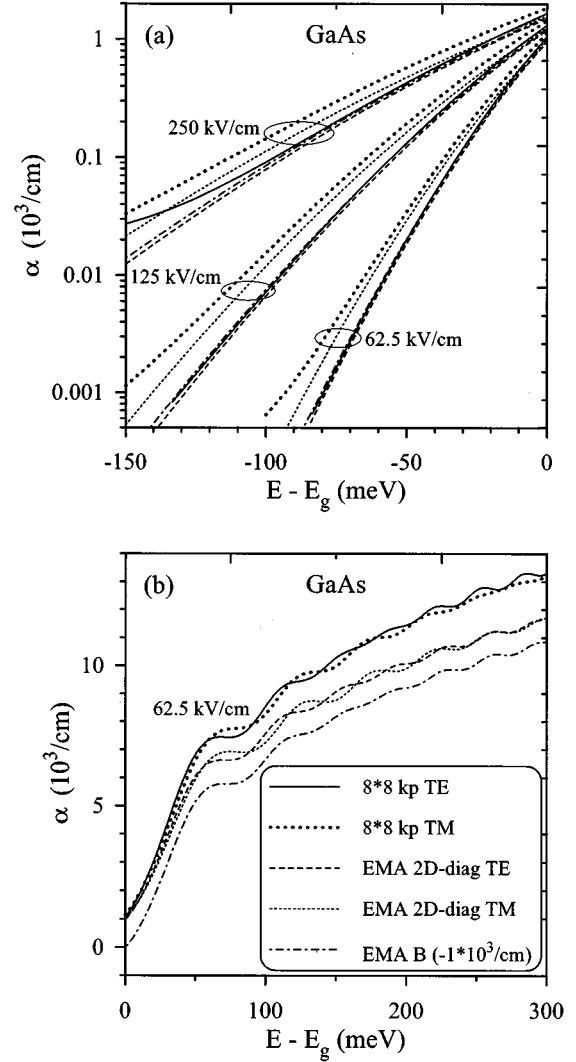 (a)
GaAs
1
0.1
0.01
0.001
α (10³/cm)
250 kV/cm
125 kV/cm
62.5 kV/cm
-150
-100
-50
0
E - E_g (meV)
(b)
GaAs
10
5
0
α (10³/cm)
62.5 kV/cm
8*8 kp TE
8*8 kp TM
EMA 2D-diag TE
EMA 2D-diag TM
EMA B (-1*10³/cm)
0
100
200
300
E - E_g (meV)